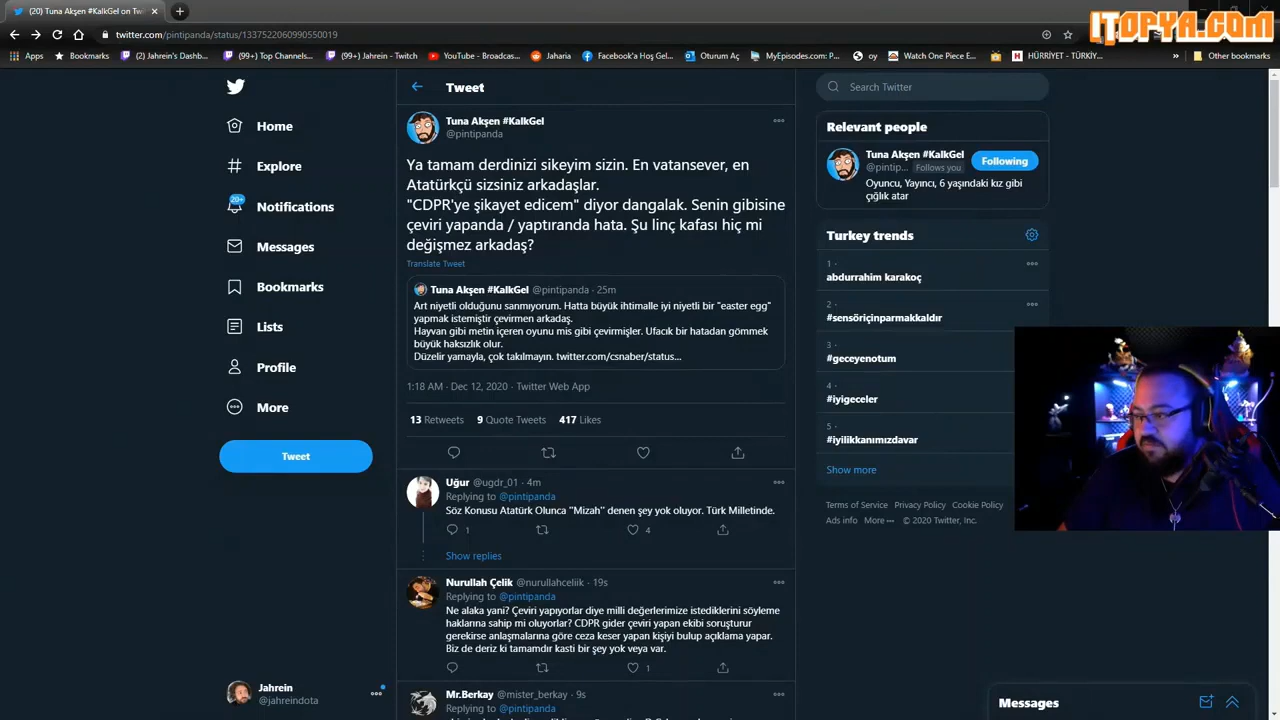 (20) Tuna Akşen #KalkGel on Twi
ITOPYA.COM
twitter.com/pintipanda/status/1337522060990550019
Apps
Bookmarks
(2) Jahrein's Dashb...
(99+) Top Channels...
(99+) Jahrein - Twitch
YouTube - Broadcas...
Jaharia
Facebook'a Hoş Gel...
Oturum Aç
MyEpisodes.com: P...
oy
Watch One Piece E...
HÜRRİYET - TÜRKİY...
»
Other bookmarks
Home
Explore
20+
Notifications
Messages
Bookmarks
Lists
Profile
More
Tweet
Jahrein
@jahreindota
Tweet
Tuna Akşen #KalkGel
@pintipanda
Ya tamam derdinizi sikeyim sizin. En vatansever, en
Atatürkçü sizsiniz arkadaşlar.
"CDPR'ye şikayet edicem" diyor dangalak. Senin gibisine
çeviri yapanda / yaptıranda hata. Şu linç kafası hiç mi
değişmez arkadaş?
Translate Tweet
Tuna Akşen #KalkGel @pintipanda · 25m
Art niyetli olduğunu sanmıyorum. Hatta büyük ihtimalle iyi niyetli bir "easter egg"
yapmak istemiştir çevirmen arkadaş.
Hayvan gibi metin içeren oyunu mis gibi çevirmişler. Ufacık bir hatadan gömmek
büyük haksızlık olur.
Düzelir yamayla, çok takılmayın. twitter.com/csnaber/status...
1:18 AM · Dec 12, 2020 · Twitter Web App
13 Retweets 9 Quote Tweets 417 Likes
Uğur @ugdr_01 · 4m
Replying to @pintipanda
Söz Konusu Atatürk Olunca "Mizah" denen şey yok oluyor. Türk Milletinde.
1 4
Show replies
Nurullah Çelik @nurullahceliik · 19s
Replying to @pintipanda
Ne alaka yani? Çeviri yapıyorlar diye milli değerlerimize istediklerini söyleme
haklarına sahip mi oluyorlar? CDPR gider çeviri yapan ekibi soruşturur
gerekirse anlaşmalarına göre ceza keser yapan kişiyi bulup açıklama yapar.
Biz de deriz ki tamamdır kasti bir şey yok veya var.
1
Mr.Berkay @mister_berkay · 9s
Replying to @pintipanda
Search Twitter
Relevant people
Tuna Akşen #KalkGel
@pintip... Follows you
Following
Oyuncu, Yayıncı, 6 yaşındaki kız gibi
çığlık atar
Turkey trends
1 ·
abdurrahim karakoç
2 ·
#sensöriçinparmakkaldır
3 ·
#geceyenotum
4 ·
#iyigeceler
5 ·
#iyilikkanımızdavar
Show more
Terms of Service Privacy Policy Cookie Policy
Ads info More ··· © 2020 Twitter, Inc.
Messages